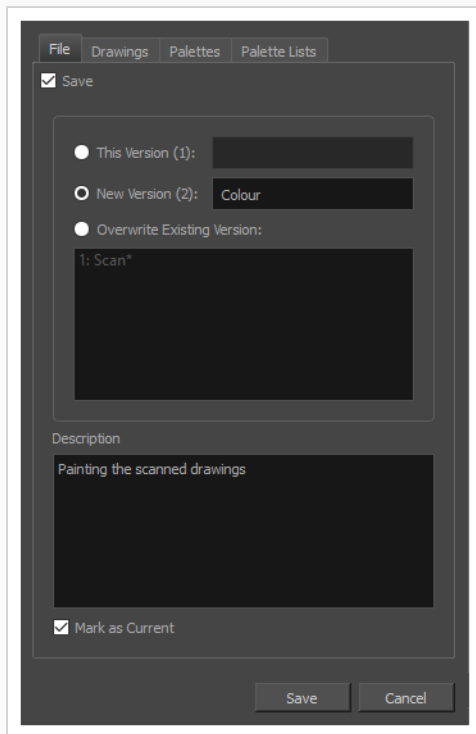 File Drawings Palettes Palette Lists
Save
This Version (1):
New Version (2): Colour
Overwrite Existing Version:
1: Scan*
Description
Painting the scanned drawings
Mark as Current
Save Cancel